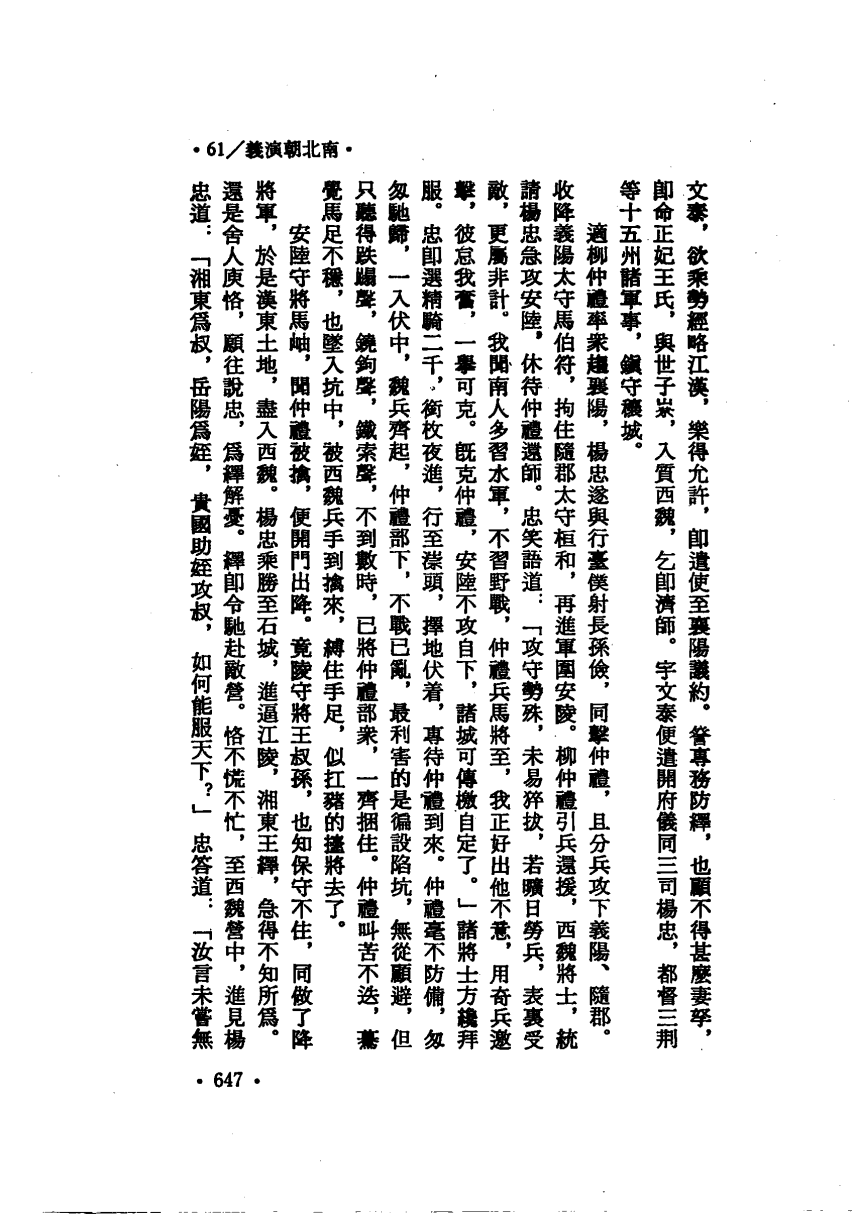 •南北朝演義／61•
文泰，欲乘勢經略江漢，樂得允許，卽遣使至襄陽議約。詧專務防繹，也顧不得甚麼妻孥，
卽命正妃王氏，與世子嶚，入質西魏，乞卽濟師。宇文泰便遣開府儀同三司楊忠，都督三荆
等十五州諸軍事，鎭守穰城。
適柳仲禮率衆趨襄陽，楊忠遂與行臺僕射長孫儉，同擊仲禮，且分兵攻下義陽、隨郡。
收降義陽太守馬伯符，拘住隨郡太守桓和，再進軍圍安陵。柳仲禮引兵還援，西魏將士，統
請楊忠急攻安陸，休待仲禮還師。忠笑語道：「攻守勢殊，未易猝拔，若曠日勞兵，表裏受
敵，更屬非計。我聞南人多習水軍，不習野戰，仲禮兵馬將至，我正好出他不意，用奇兵邀
擊，彼怠我奮，一舉可克。旣克仲禮，安陸不攻自下，諸城可傳檄自定了。」諸將士方纔拜
服。忠卽選精騎二千，銜枚夜進，行至漴頭，擇地伏着，專待仲禮到來。仲禮毫不防備，匆
匆馳歸，一入伏中，魏兵齊起，仲禮部下，不戰已亂，最利害的是徧設陷坑，無從顧避，但
只聽得跌蹋聲，鐃鉤聲，鐵索聲，不到數時，已將仲禮部衆，一齊捆住。仲禮叫苦不迭，驀
覺馬足不穩，也墜入坑中，被西魏兵手到擒來，縛住手足，似扛豬的擡將去了。
安陸守將馬岫，聞仲禮被擒，便開門出降。竟陵守將王叔孫，也知保守不住，同做了降
將軍，於是漢東土地，盡入西魏。楊忠乘勝至石城，進逼江陵，湘東王繹，急得不知所爲。
還是舍人庾恪，願往說忠，爲繹解憂。繹卽令馳赴敵營。恪不慌不忙，至西魏營中，進見楊
忠道：「湘東爲叔，岳陽爲姪，貴國助姪攻叔，如何能服天下？」忠答道：「汝言未嘗無
•647•